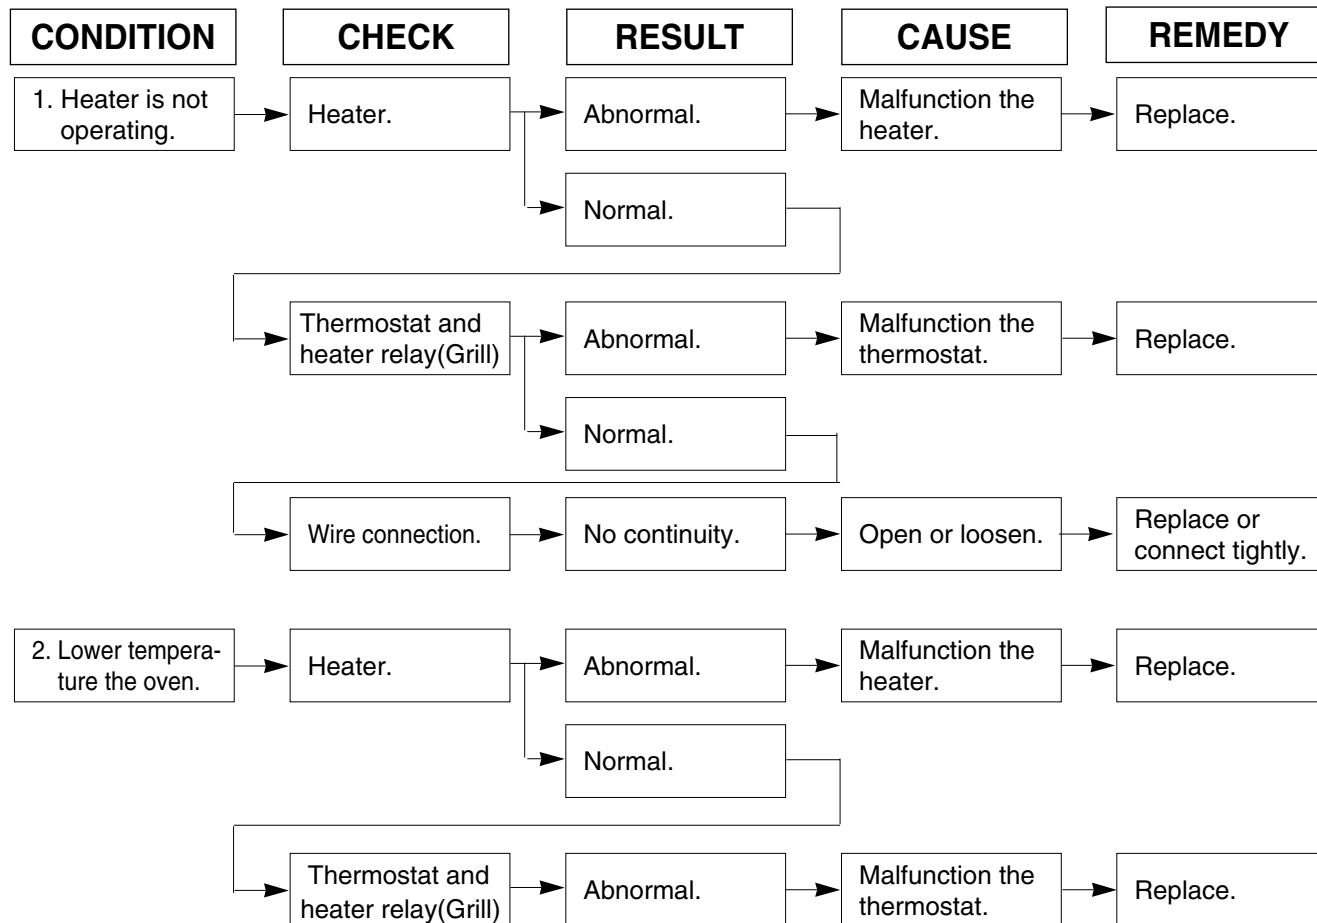 CONDITION
CHECK
RESULT
CAUSE
REMEDY
1. Heater is not
operating.
Heater.
Abnormal.
Malfunction the
heater.
Replace.
Normal.
Thermostat and
heater relay(Grill)
Abnormal.
Malfunction the
thermostat.
Replace.
Normal.
Wire connection.
No continuity.
Open or loosen.
Replace or
connect tightly.
2. Lower tempera-
ture the oven.
Heater.
Abnormal.
Malfunction the
heater.
Replace.
Normal.
Thermostat and
heater relay(Grill)
Abnormal.
Malfunction the
thermostat.
Replace.